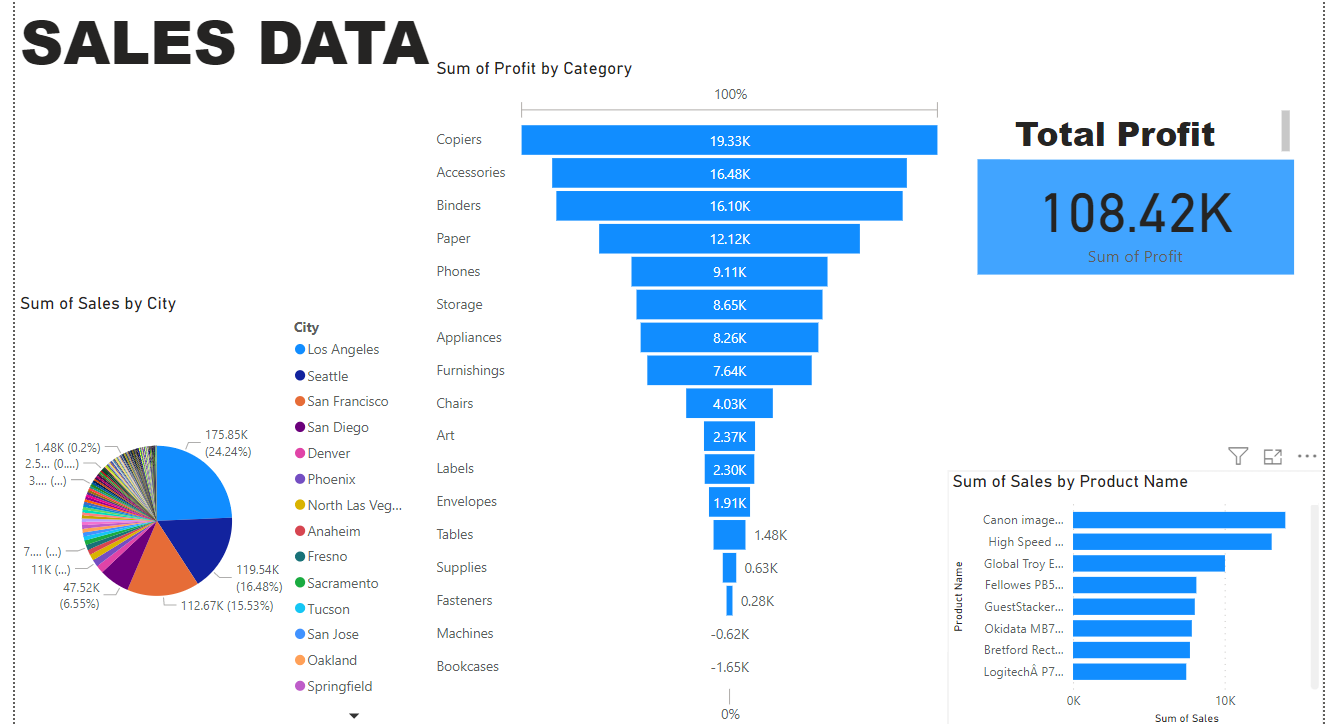 SALES DATA
Sum of Profit by Category
100%
Copiers 19.33K
Accessories 16.48K
Binders 16.10K
Paper 12.12K
Phones 9.11K
Storage 8.65K
Appliances 8.26K
Furnishings 7.64K
Chairs 4.03K
Art 2.37K
Labels 2.30K
Envelopes 1.91K
Tables 1.48K
Supplies 0.63K
Fasteners 0.28K
Machines -0.62K
Bookcases -1.65K
0%
Total Profit
108.42K
Sum of Profit
Sum of Sales by City
175.85K
(24.24%)
119.54K
(16.48%)
112.67K (15.53%)
47.52K
(6.55%)
11K (...)
7.... (...)
3.... (...)
2.5... (0....)
1.48K (0.2%)
City
Los Angeles
Seattle
San Francisco
San Diego
Denver
Phoenix
North Las Veg...
Anaheim
Fresno
Sacramento
Tucson
San Jose
Oakland
Springfield
Sum of Sales by Product Name
Product Name
Canon image...
High Speed ...
Global Troy E...
Fellowes PB5...
GuestStacker...
Okidata MB7...
Bretford Rect...
LogitechÂ P7...
0K 10K
Sum of Sales